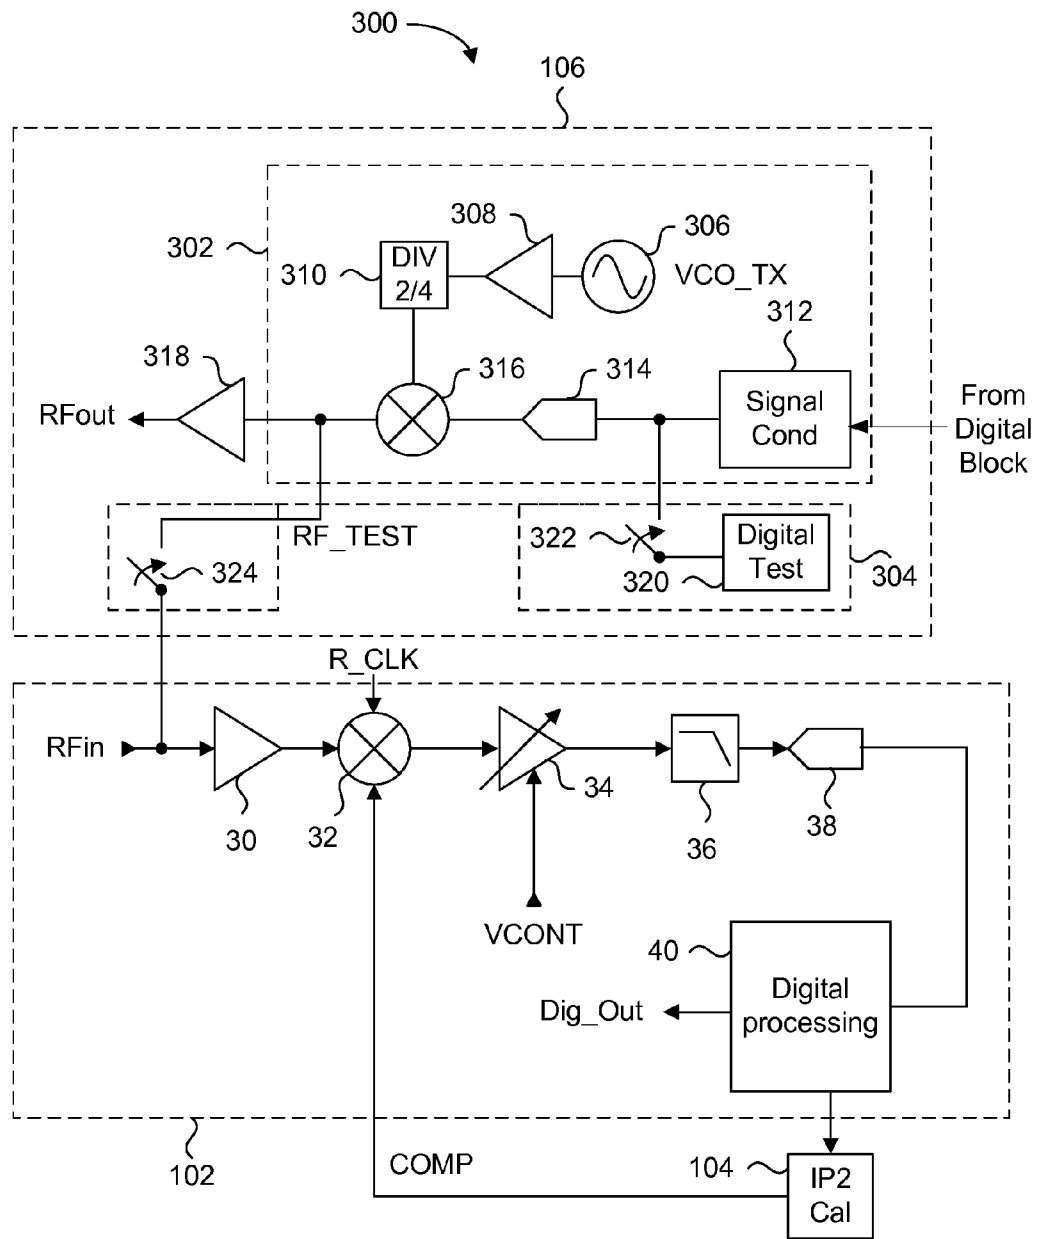 300
106
308
306
302
310
DIV
2/4
VCO_TX
312
318
316
314
RFout
Signal
Cond
From
Digital
Block
RF_TEST
322
Digital
Test
324
320
304
R_CLK
RFin
30
32
34
36
38
VCONT
40
Digital
processing
Dig_Out
102
COMP
104
IP2
Cal